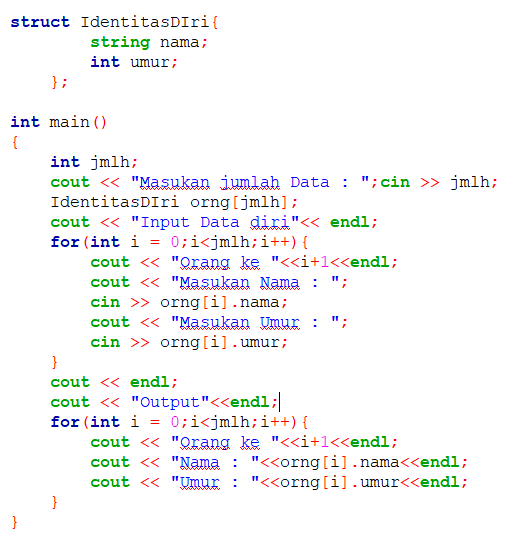 struct IdentitasDIri{
        string nama;
        int umur;
    };

int main()
{
    int jmlh;
    cout << "Masukan jumlah Data : ";cin >> jmlh;
    IdentitasDIri orng[jmlh];
    cout << "Input Data diri"<< endl;
    for(int i = 0;i<jmlh;i++){
        cout << "Orang ke "<<i+1<<endl;
        cout << "Masukan Nama : ";
        cin >> orng[i].nama;
        cout << "Masukan Umur : ";
        cin >> orng[i].umur;
    }
    cout << endl;
    cout << "Output"<<endl;
    for(int i = 0;i<jmlh;i++){
        cout << "Orang ke "<<i+1<<endl;
        cout << "Nama : "<<orng[i].nama<<endl;
        cout << "Umur : "<<orng[i].umur<<endl;
    }
}